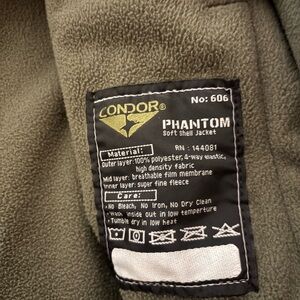 No: 606
CONDOR®
PHANTOM
Soft Shell Jacket
RN : 144081
Material:
Outer layer: 100% polyester, 4-way elastic,
high density fabric
Mid layer: breathable film membrane
Inner layer: super fine fleece
Care:
• No Bleach, No Iron, No Dry Clean
• Wash inside out in low temperture
• Tumble dry in low heat